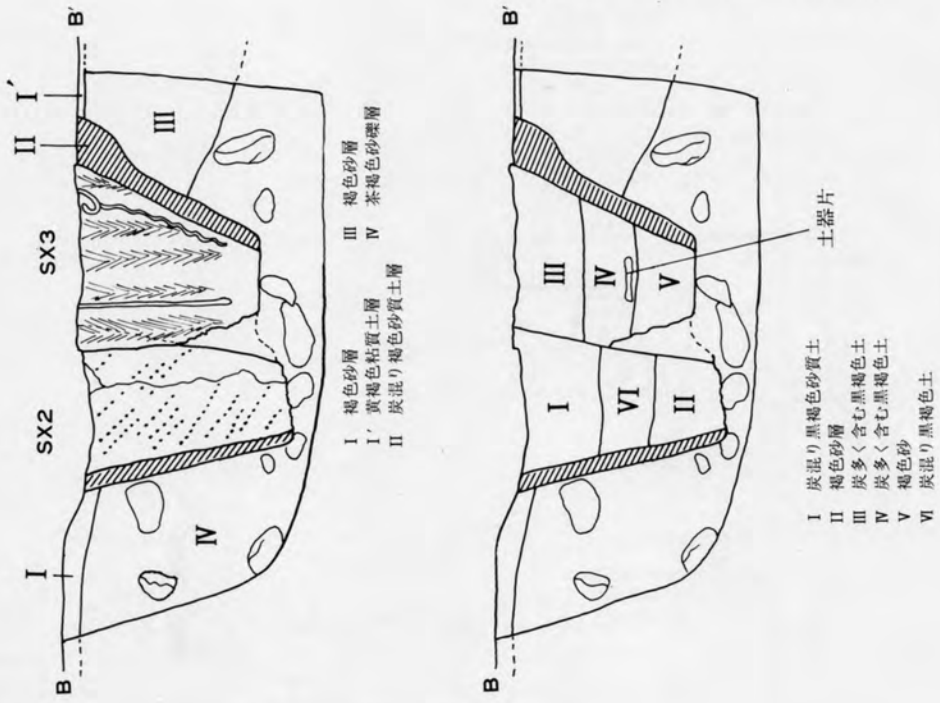 B
I
SX2
SX3
II
I´
B′
IV
III
I 褐色砂層
I′ 黄褐色粘質土層
II 炭混り褐色砂質土層
III 褐色砂層
IV 茶褐色砂礫層
B
B′
I
VI
II
III
IV
V
土器片
I 炭混り黒褐色砂質土
II 褐色砂層
III 炭多く含む黒褐色土
IV 炭多く含む黒褐色土
V 褐色砂
VI 炭混り黒褐色土